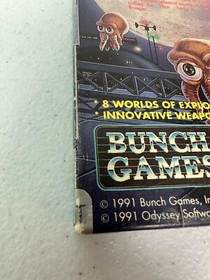 • 8 WORLDS OF EXPLO
• INNOVATIVE WEAPO
BUNCH
GAMES
© 1991 Bunch Games, In
© 1991 Odyssey Softwa